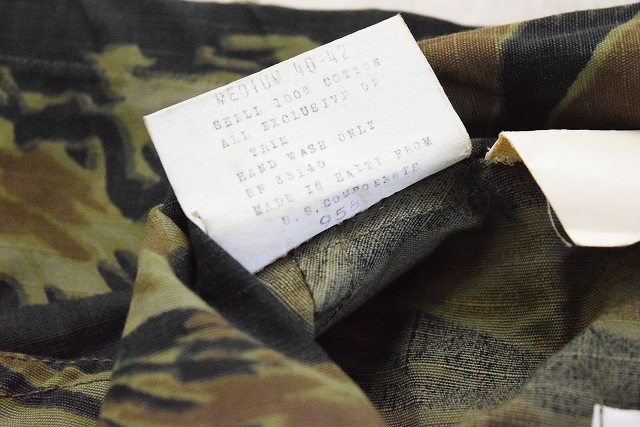 MEDIUM 40-42
SHELL 100% COTTON
ALL EXCLUSIVE OF
TRIM
HAND WASH ONLY
RN 33140
MADE IN HAITI FROM
U.S. COMPONENTS
058